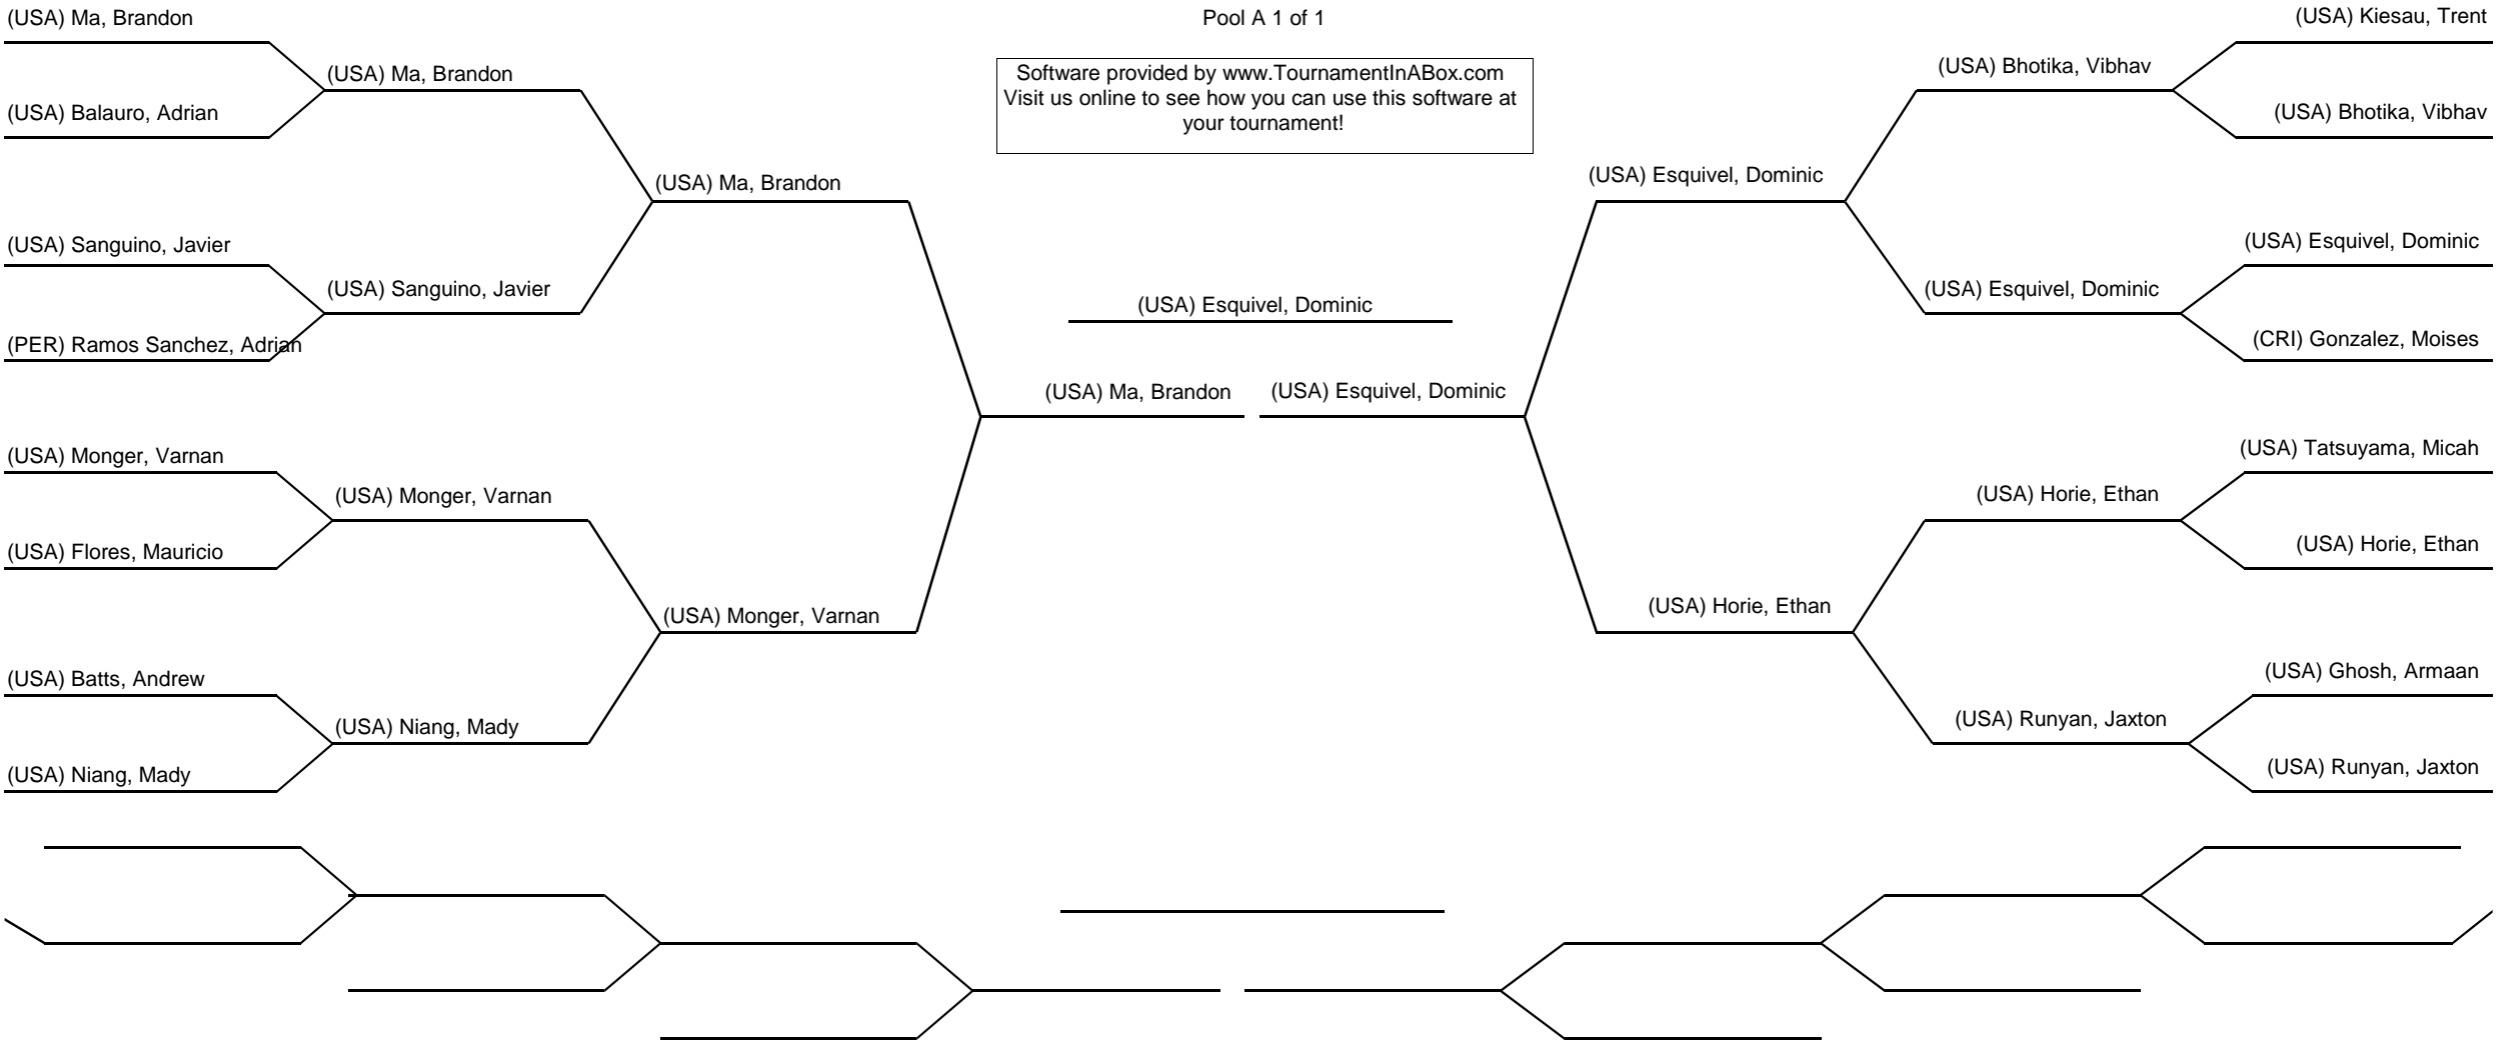 (USA) Ma, Brandon
Pool A 1 of 1
(USA) Kiesau, Trent
Software provided by www.TournamentInABox.com
Visit us online to see how you can use this software at
your tournament!
(USA) Ma, Brandon
(USA) Bhotika, Vibhav
(USA) Balauro, Adrian
(USA) Bhotika, Vibhav
(USA) Ma, Brandon
(USA) Esquivel, Dominic
(USA) Sanguino, Javier
(USA) Esquivel, Dominic
(USA) Sanguino, Javier
(USA) Esquivel, Dominic
(USA) Esquivel, Dominic
(PER) Ramos Sanchez, Adrian
(CRI) Gonzalez, Moises
(USA) Ma, Brandon
(USA) Esquivel, Dominic
(USA) Monger, Varnan
(USA) Tatsuyama, Micah
(USA) Monger, Varnan
(USA) Horie, Ethan
(USA) Flores, Mauricio
(USA) Horie, Ethan
(USA) Monger, Varnan
(USA) Horie, Ethan
(USA) Batts, Andrew
(USA) Ghosh, Armaan
(USA) Niang, Mady
(USA) Runyan, Jaxton
(USA) Niang, Mady
(USA) Runyan, Jaxton